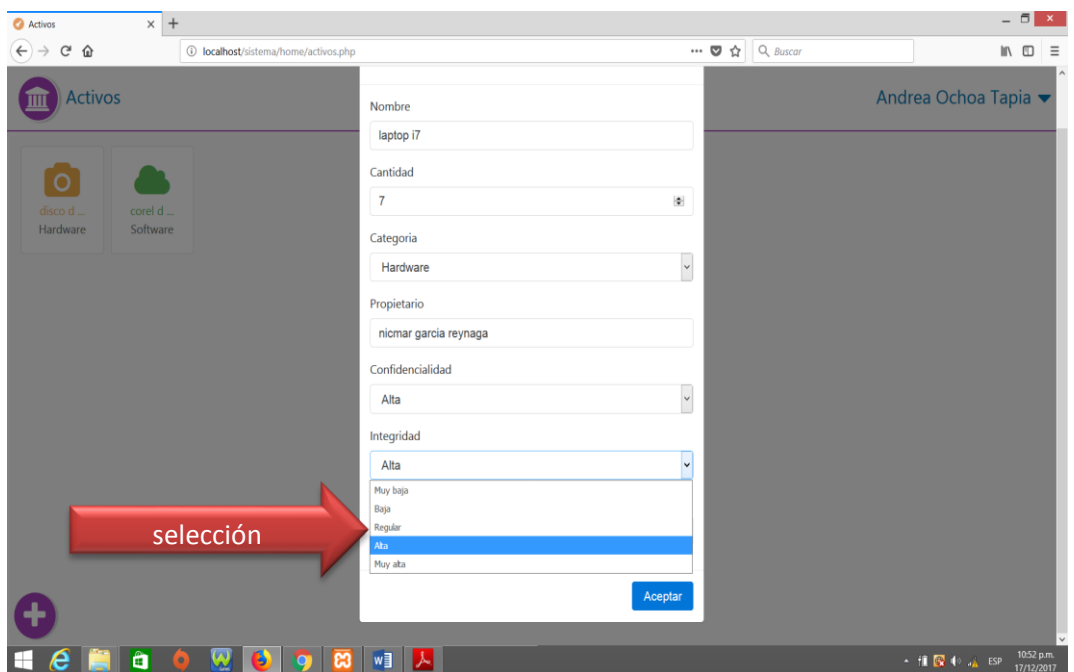 Activos
localhost/sistema/home/activos.php
Buscar
Activos
Andrea Ochoa Tapia
disco d ...
Hardware
corel d ...
Software
Nombre
laptop i7
Cantidad
7
Categoria
Hardware
Propietario
nicmar garcia reynaga
Confidencialidad
Alta
Integridad
Alta
Muy baja
Baja
Regular
Alta
Muy alta
selección
Aceptar
ESP
10:52 p.m.
17/12/2017